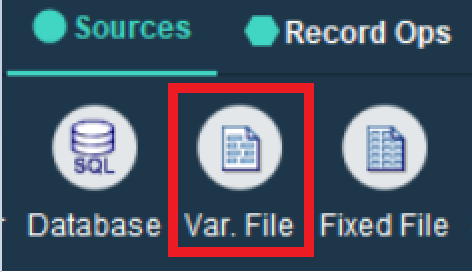 Sources Record Ops
SQL
Database Var. File Fixed File